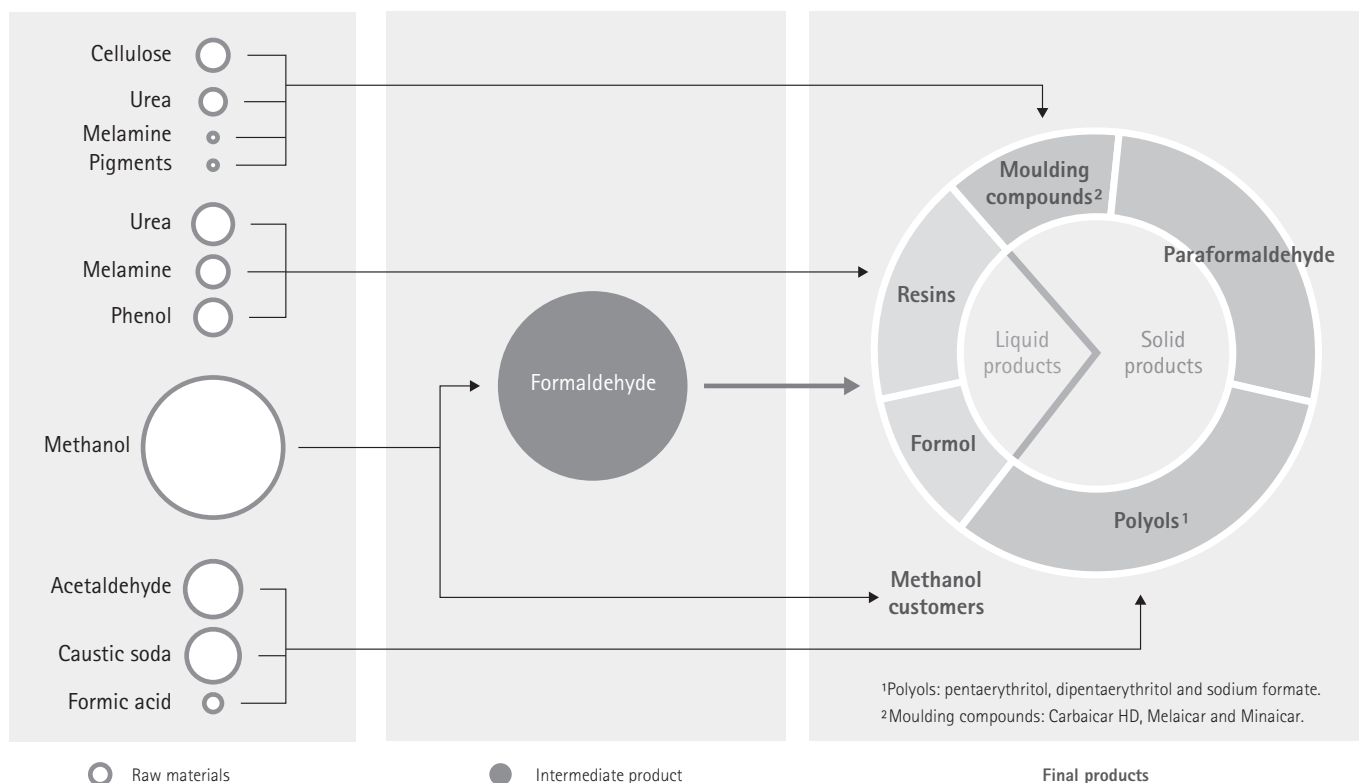 Cellulose
Urea
Melamine
Pigments
Urea
Melamine
Phenol
Methanol
Acetaldehyde
Caustic soda
Formic acid
Formaldehyde
Moulding
compounds²
Paraformaldehyde
Resins
Liquid
products
Solid
products
Formol
Polyols¹
Methanol
customers
¹Polyols: pentaerythritol, dipentaerythritol and sodium formate.
²Moulding compounds: Carbaicar HD, Melaicar and Minaicar.
Raw materials
Intermediate product
Final products